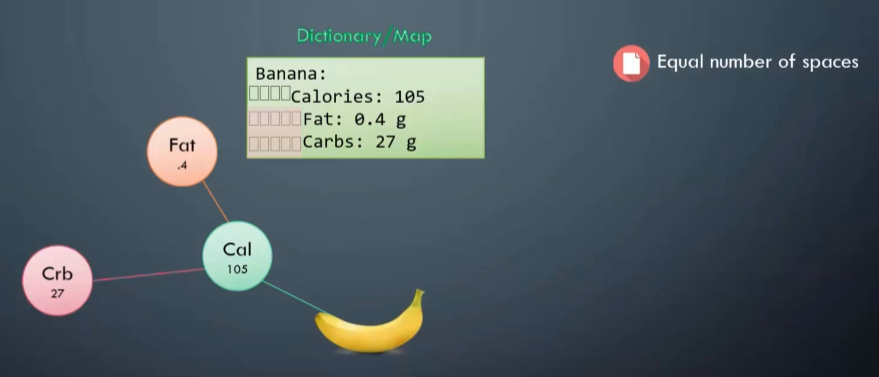 Dictionary/Map
Banana:
Calories: 105
Fat: 0.4 g
Carbs: 27 g
Equal number of spaces
Fat
.4
Cal
105
Crb
27